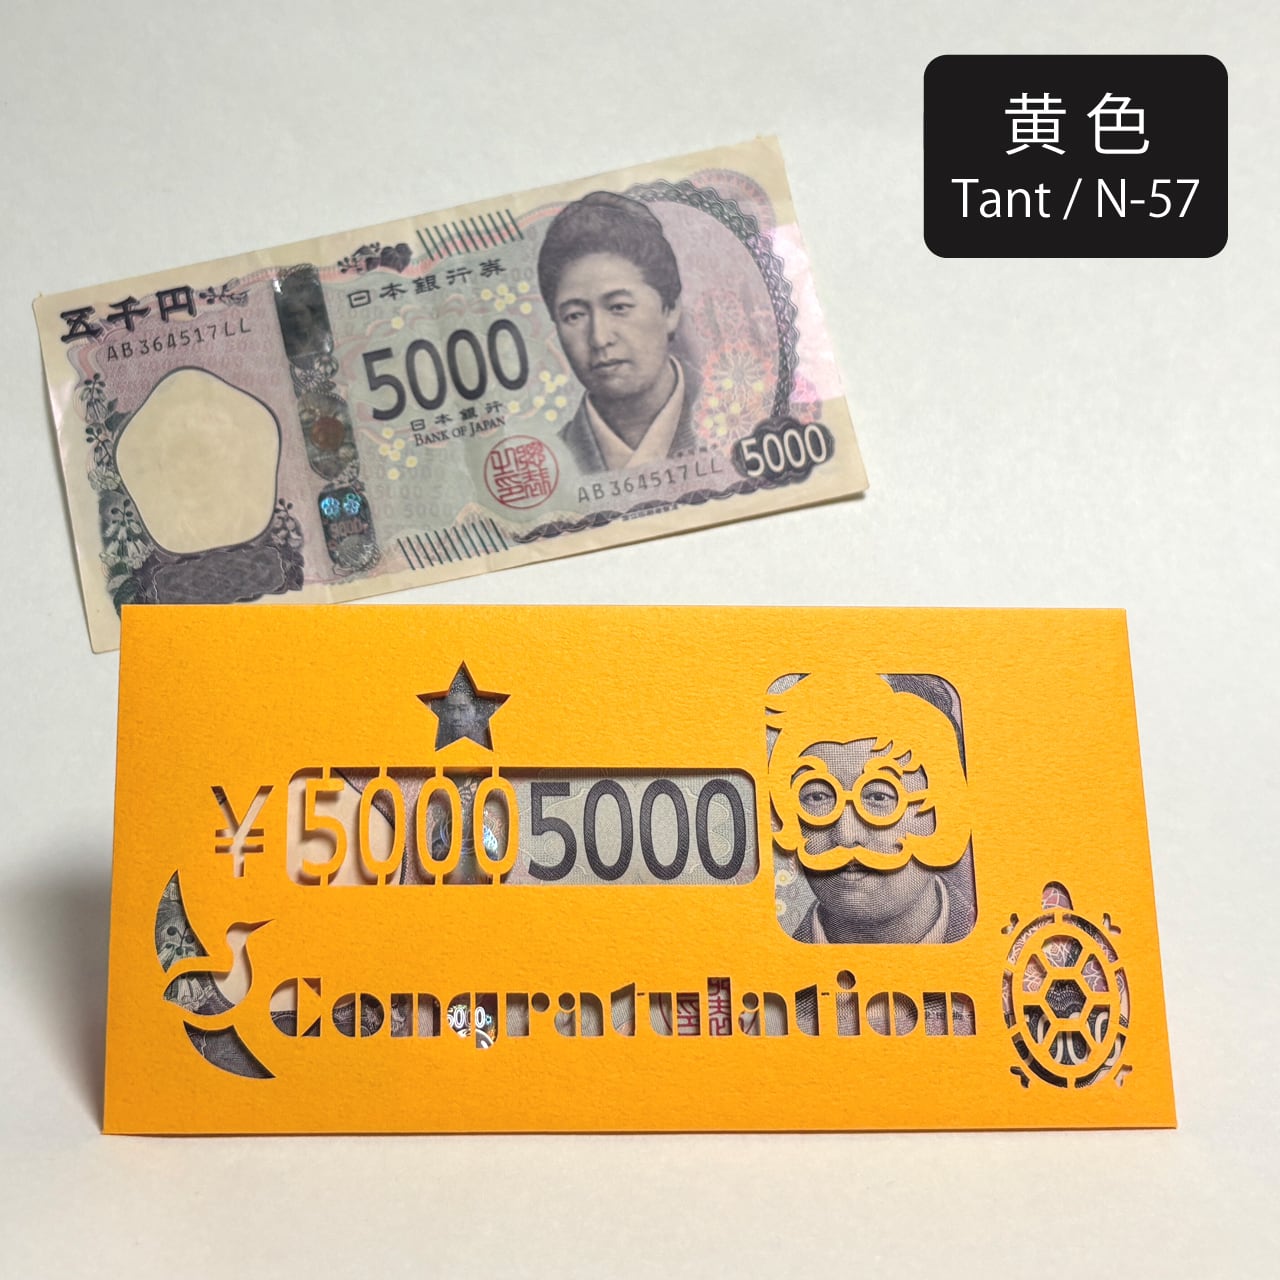 黄色
Tant / N-57
五千円
AB364517LL
日本銀行券
5000
日本銀行
BANK OF JAPAN
AB364517LL
5000
¥50005000
Congratulation
5000